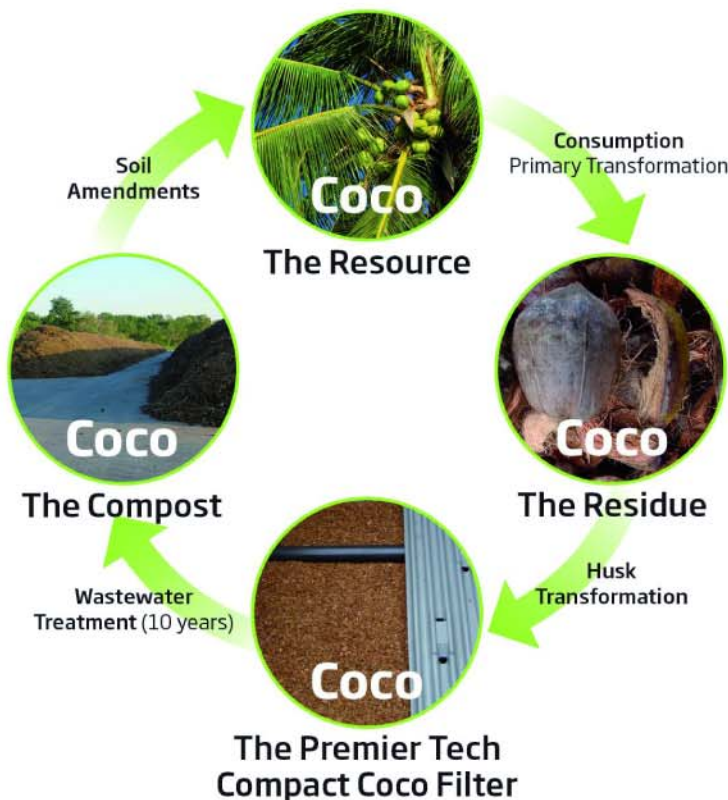 Coco
The Resource
Consumption
Primary Transformation
Coco
The Residue
Husk
Transformation
Coco
The Premier Tech
Compact Coco Filter
Wastewater
Treatment (10 years)
Coco
The Compost
Soil
Amendments